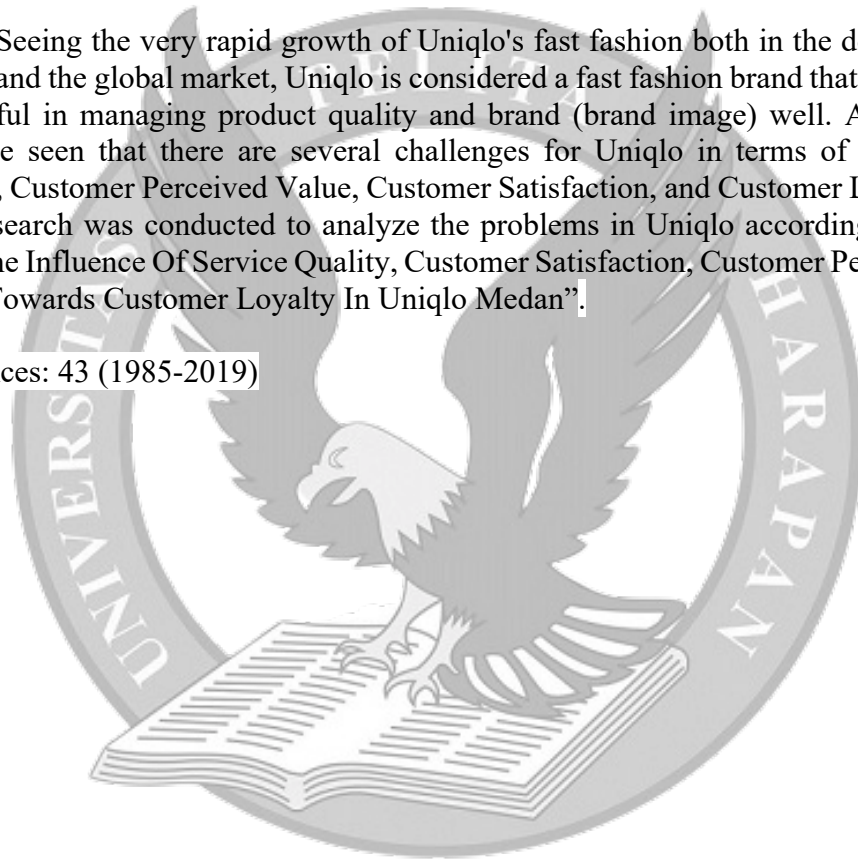 Seeing the very rapid growth of Uniqlo's fast fashion both in the d
and the global market, Uniqlo is considered a fast fashion brand that
ful in managing product quality and brand (brand image) well. A
e seen that there are several challenges for Uniqlo in terms of
, Customer Perceived Value, Customer Satisfaction, and Customer L
search was conducted to analyze the problems in Uniqlo according
he Influence Of Service Quality, Customer Satisfaction, Customer Pe
Towards Customer Loyalty In Uniqlo Medan”.
ces: 43 (1985-2019)
UNIVERSITAS
PELITA
HARAPAN